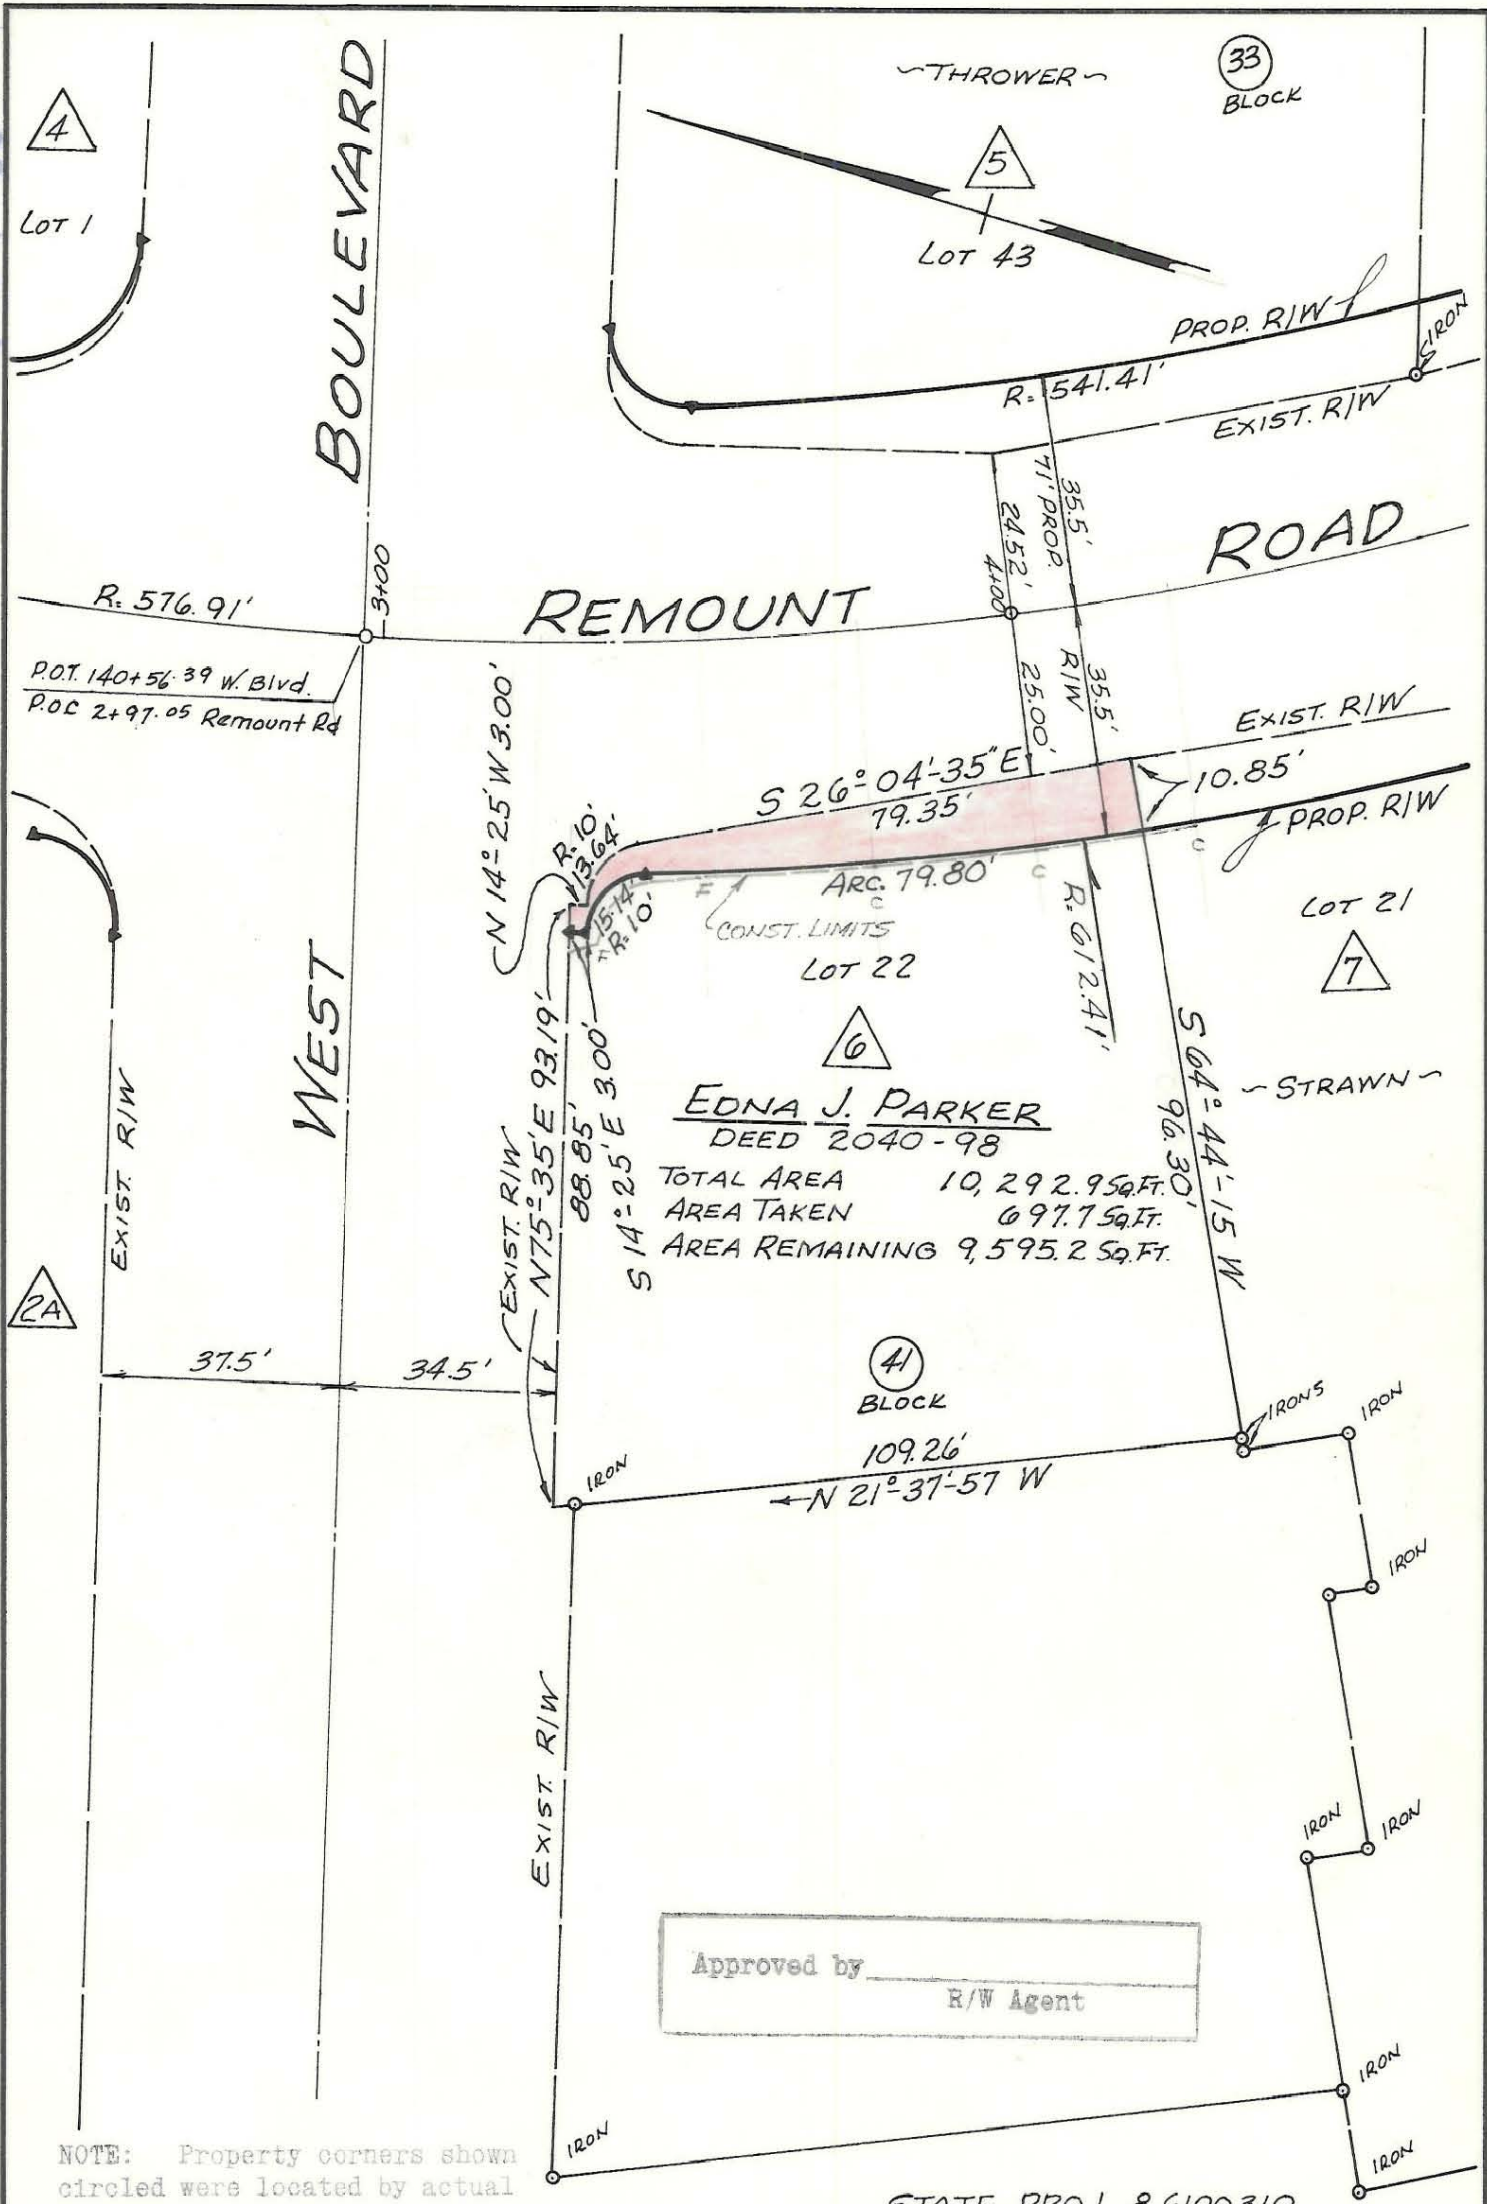 ~THROWER~
33
BLOCK
4
LOT 1
BOULEVARD
5
LOT 43
PROP. R/W
IRON
R. 541.41'
EXIST. R/W
35.5'
71' PROP.
24.52'
4+00
ROAD
R. 576.91'
3+00
REMOUNT
P.O.T. 140+56.39 W. Blvd.
P.O.C 2+97.05 Remount Rd
R/W
35.5'
25.00'
EXIST. R/W
N 14°-25' W 3.00'
S 26°-04'-35" E
79.35'
10.85'
PROP. R/W
R. 10'
13.64'
15.14'
R. 10'
F
F
C
C
C
ARC. 79.80'
CONST. LIMITS
R. 612.41'
LOT 21
7
LOT 22
WEST
6
EDNA J. PARKER
DEED 2040-98
TOTAL AREA 10,292.9 SQ.FT.
AREA TAKEN 697.7 SQ.FT.
AREA REMAINING 9,595.2 SQ.FT.
~STRAWN~
S 64°-44'-15 W
96.30'
EXIST. R/W
EXIST. R/W
N75°-35' E 93.19'
88.85'
S 14°-25' E 3.00'
2A
37.5'
34.5'
41
BLOCK
IRONS
IRON
109.26'
N 21°-37'-57 W
IRON
IRON
EXIST. R/W
IRON
IRON
Approved by
R/W Agent
IRON
IRON
IRON
NOTE: Property corners shown
circled were located by actual
STATE PROJ. 8.6100310